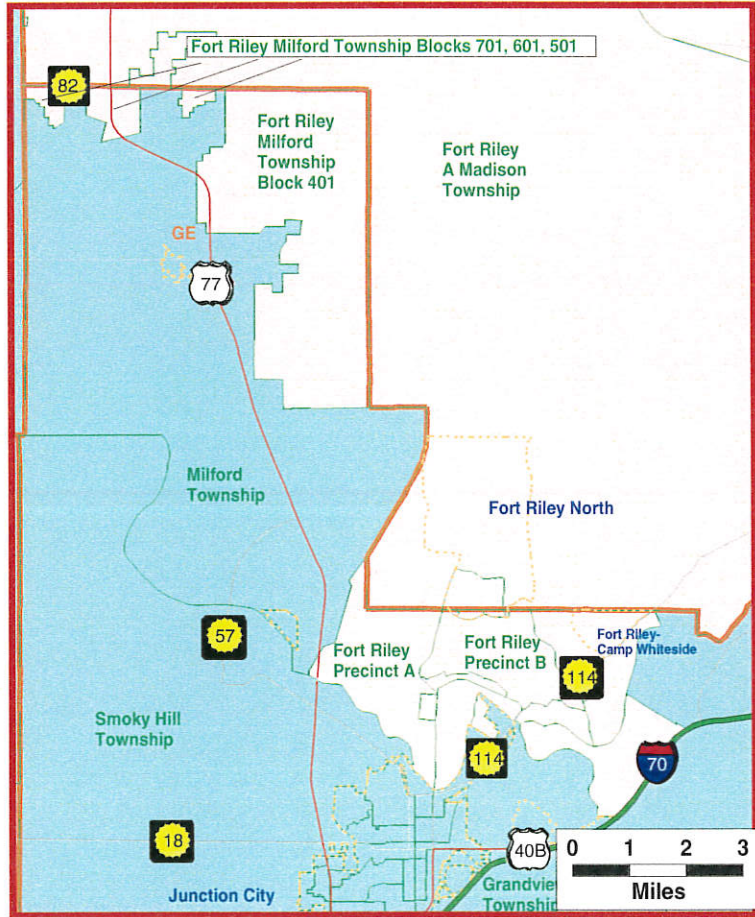 Fort Riley Milford Township Blocks 701, 601, 501
82
Fort Riley
Milford
Township
Block 401
Fort Riley
A Madison
Township
GE
77
Milford
Township
Fort Riley North
57
Fort Riley
Precinct A
Fort Riley
Precinct B
Fort Riley-
Camp Whiteside
114
Smoky Hill
Township
114
70
18
40B
0 1 2 3
Miles
Junction City
Grandview
Township